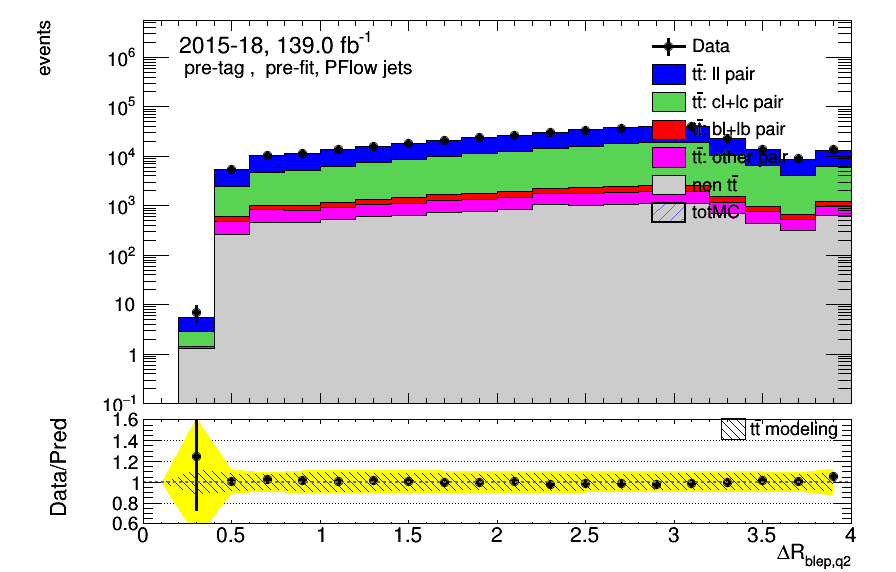 events
2015-18, 139.0 fb⁻¹
pre-tag , pre-fit, PFlow jets
Data
tt̄: ll pair
tt̄: cl+lc pair
tt̄: bl+lb pair
tt̄: other pair
non tt̄
totMC
10⁶
10⁵
10⁴
10³
10²
10
1
10⁻¹
Data/Pred
tt̄ modeling
1.6
1.4
1.2
1
0.8
0.6
0 0.5 1 1.5 2 2.5 3 3.5 4
ΔR_blep,q2